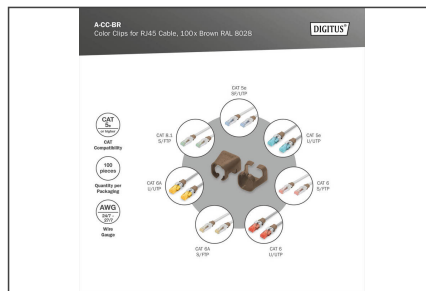 A-CC-BR
Color Clips for RJ45 Cable, 100x Brown RAL 8028
DIGITUS®
CAT 5e
SF/UTP
CAT 8.1
S/FTP
CAT 5e
U/UTP
CAT
5e
or higher
CAT
Compatibility
100
pieces
Quantity per
Packaging
CAT 6A
U/UTP
CAT 6
S/FTP
AWG
24/7 -
27/7
Wire
Gauge
CAT 6A
S/FTP
CAT 6
U/UTP